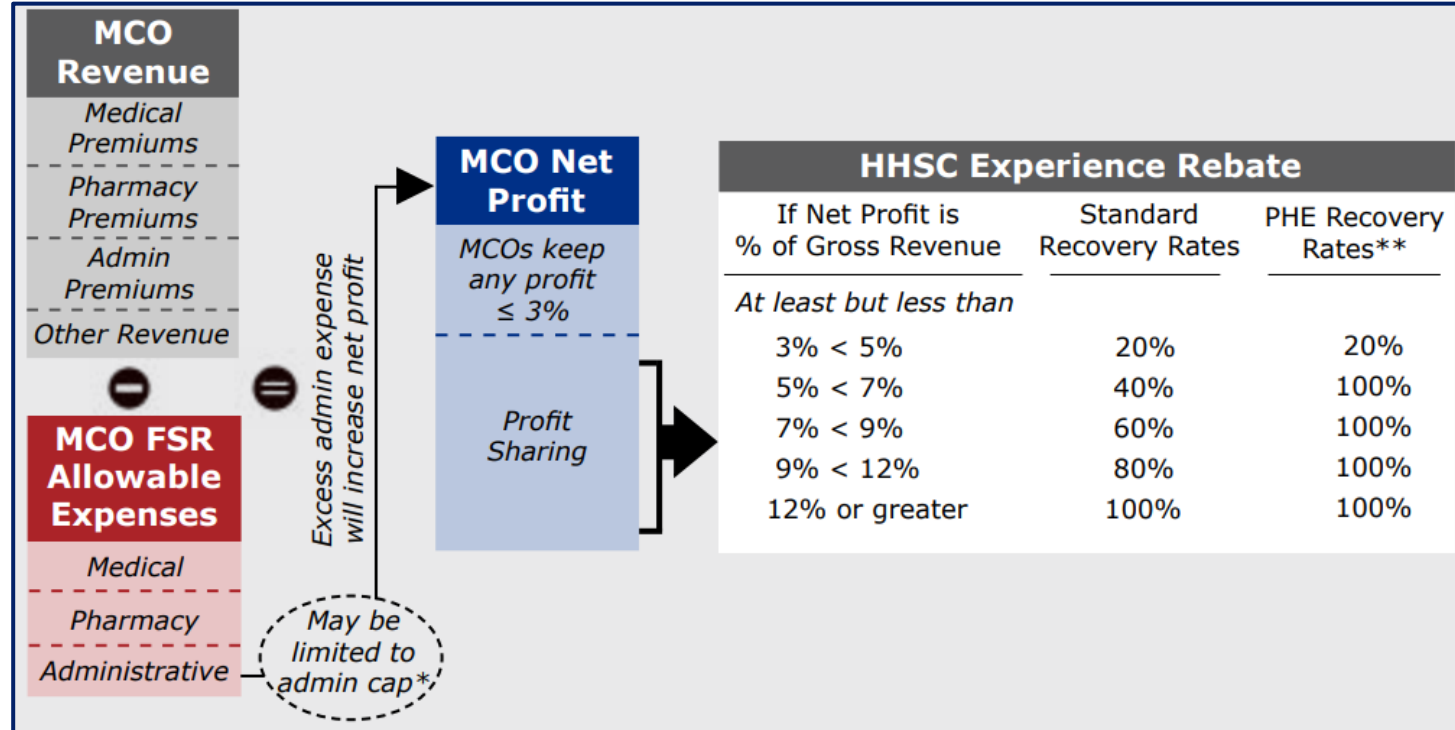 MCO
Revenue
Medical
Premiums
Pharmacy
Premiums
Admin
Premiums
Other Revenue
MCO FSR
Allowable
Expenses
Medical
Pharmacy
Administrative
May be
limited to
admin cap*
Excess admin expense
will increase net profit
MCO Net
Profit
MCOs keep
any profit
≤ 3%
Profit
Sharing
HHSC Experience Rebate
If Net Profit is
% of Gross Revenue
Standard
Recovery Rates
PHE Recovery
Rates**
At least but less than
3% < 5% 20% 20%
5% < 7% 40% 100%
7% < 9% 60% 100%
9% < 12% 80% 100%
12% or greater 100% 100%